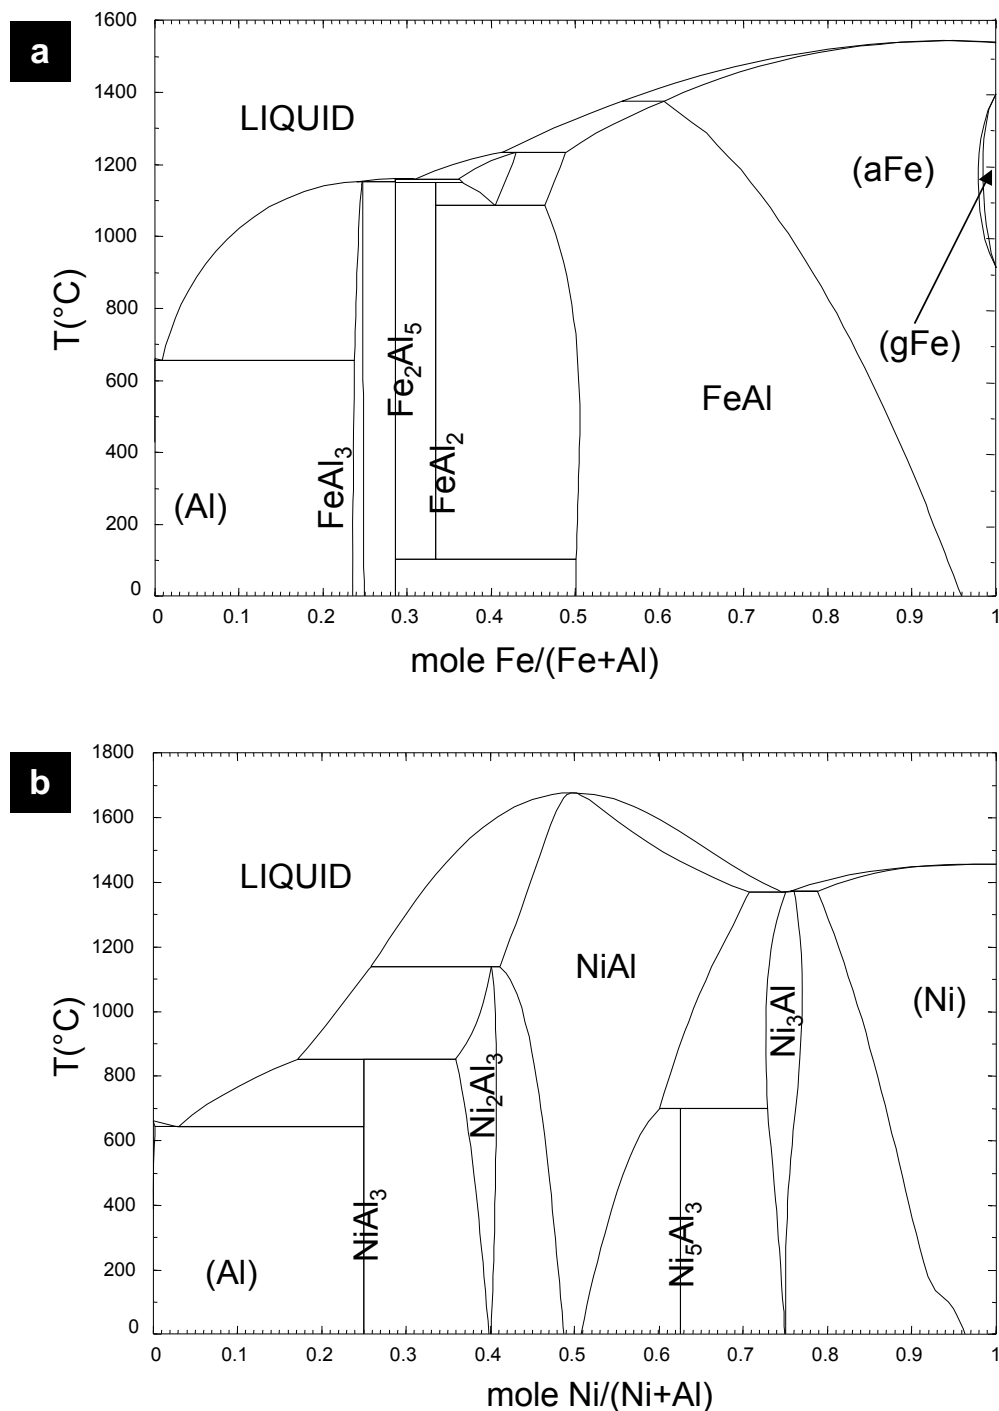 a
1600
1400
1200
1000
800
600
400
200
0
T(°C)
LIQUID
(aFe)
(gFe)
FeAl
Fe₂Al₅
FeAl₂
FeAl₃
(Al)
0 0.1 0.2 0.3 0.4 0.5 0.6 0.7 0.8 0.9 1
mole Fe/(Fe+Al)
b
1800
1600
1400
1200
1000
800
600
400
200
0
T(°C)
LIQUID
NiAl
(Ni)
Ni₃Al
Ni₂Al₃
NiAl₃
Ni₅Al₃
(Al)
0 0.1 0.2 0.3 0.4 0.5 0.6 0.7 0.8 0.9 1
mole Ni/(Ni+Al)